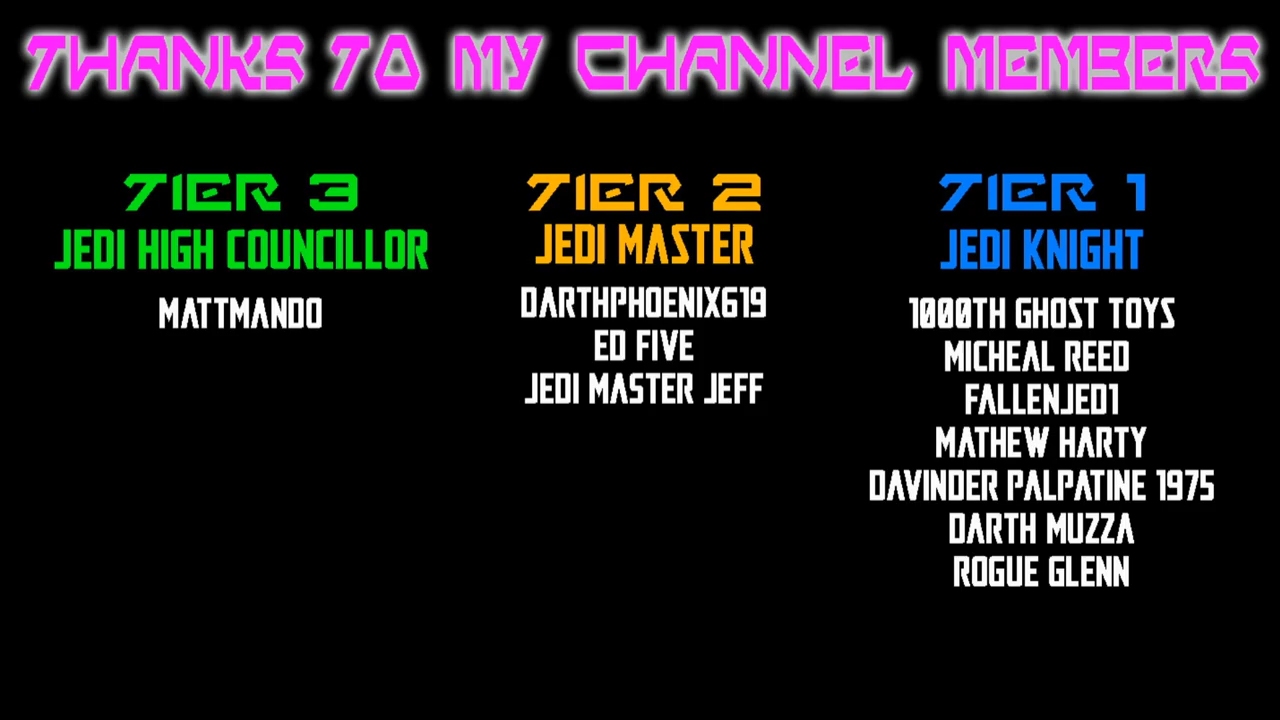 THANKS TO MY CHANNEL MEMBERS
TIER 3
JEDI HIGH COUNCILLOR
MATTMANDO
TIER 2
JEDI MASTER
DARTHPHOENIX619
ED FIVE
JEDI MASTER JEFF
TIER 1
JEDI KNIGHT
1000TH GHOST TOYS
MICHEAL REED
FALLENJED1
MATHEW HARTY
DAVINDER PALPATINE 1975
DARTH MUZZA
ROGUE GLENN